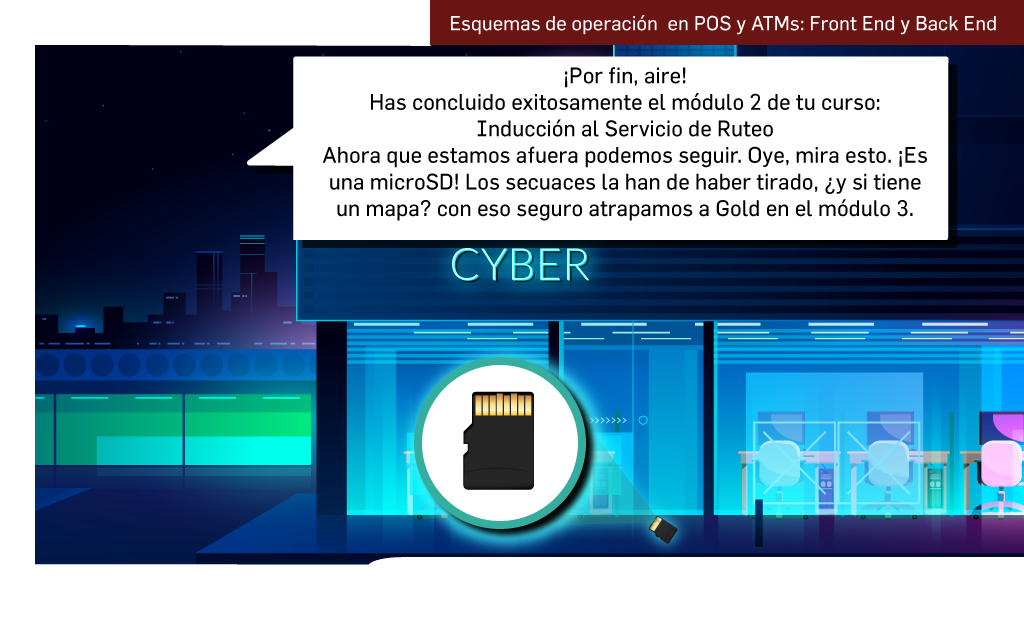 Esquemas de operación en POS y ATMs: Front End y Back End
¡Por fin, aire!
Has concluido exitosamente el módulo 2 de tu curso:
Inducción al Servicio de Ruteo
Ahora que estamos afuera podemos seguir. Oye, mira esto. ¡Es
una microSD! Los secuaces la han de haber tirado, ¿y si tiene
un mapa? con eso seguro atrapamos a Gold en el módulo 3.
CYBER